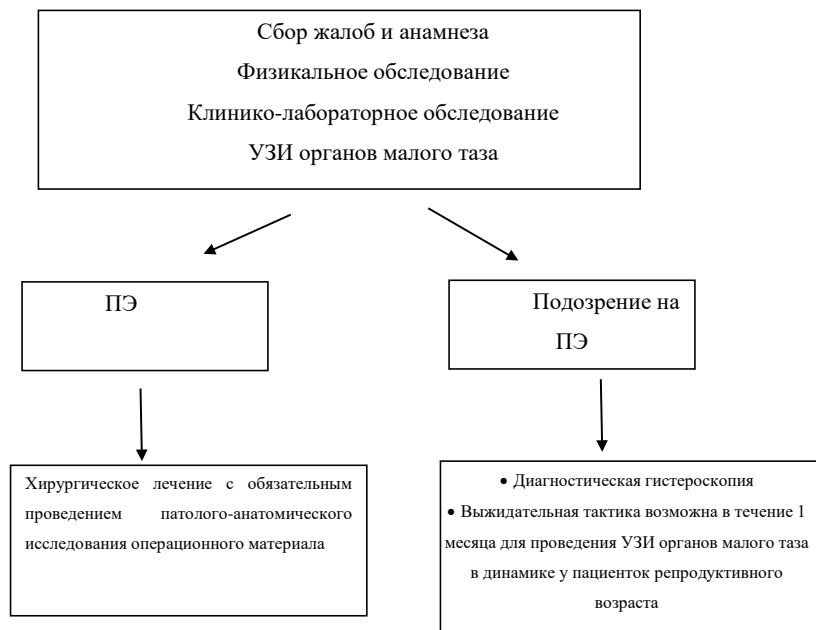 Сбор жалоб и анамнеза
Физикальное обследование
Клинико-лабораторное обследование
УЗИ органов малого таза
ПЭ
Подозрение на
ПЭ
Хирургическое лечение с обязательным
проведением патолого-анатомического
исследования операционного материала
• Диагностическая гистероскопия
• Выжидательная тактика возможна в течение 1
месяца для проведения УЗИ органов малого таза
в динамике у пациенток репродуктивного
возраста